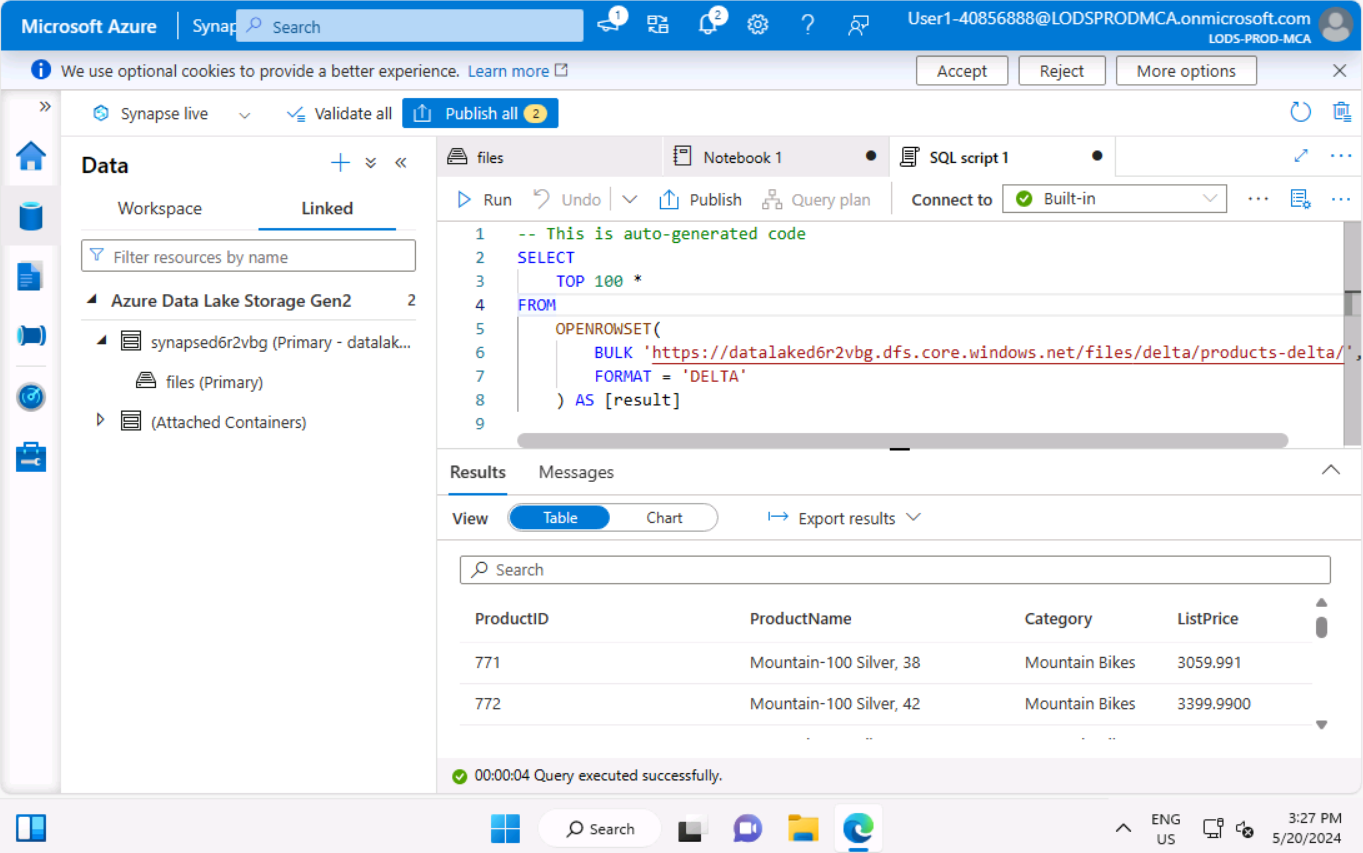 Microsoft Azure
Synap
Search
1
2
User1-40856888@LODSPRODMCA.onmicrosoft.com
LODS-PROD-MCA
We use optional cookies to provide a better experience. Learn more
Accept
Reject
More options
Synapse live
Validate all
Publish all 2
Data
Workspace
Linked
Filter resources by name
Azure Data Lake Storage Gen2 2
synapsed6r2vbg (Primary - datalak...
files (Primary)
(Attached Containers)
files
Notebook 1
SQL script 1
Run
Undo
Publish
Query plan
Connect to
Built-in
1 -- This is auto-generated code
2 SELECT
3 TOP 100 *
4 FROM
5 OPENROWSET(
6 BULK 'https://datalaked6r2vbg.dfs.core.windows.net/files/delta/products-delta/',
7 FORMAT = 'DELTA'
8 ) AS [result]
9
Results
Messages
View
Table
Chart
Export results
Search
ProductID ProductName Category ListPrice
771 Mountain-100 Silver, 38 Mountain Bikes 3059.991
772 Mountain-100 Silver, 42 Mountain Bikes 3399.9900
00:00:04 Query executed successfully.
Search
ENG
US
3:27 PM
5/20/2024